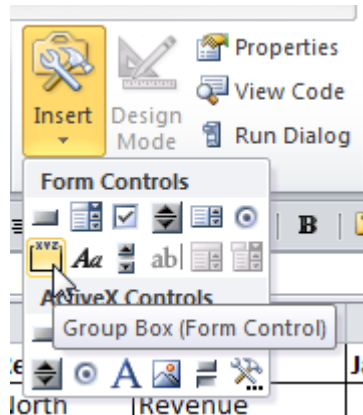 Properties
View Code
Insert Design Mode
Run Dialog
Form Controls
B
XYZ
Aa ab
ActiveX Controls
Group Box (Form Control)
A
North Revenue